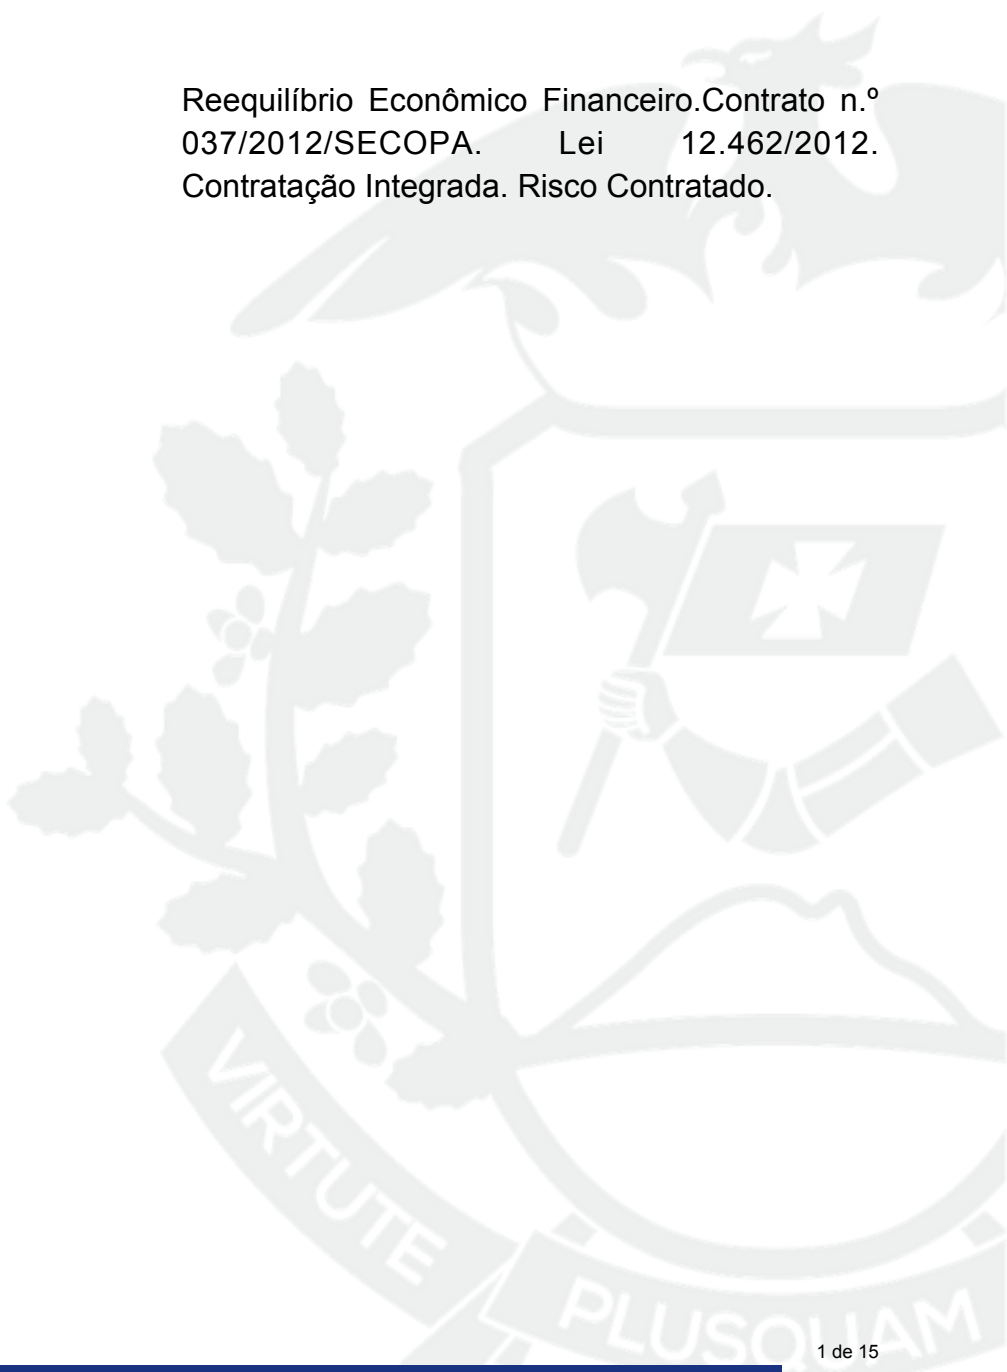 Reequilíbrio Econômico Financeiro.Contrato n.º
037/2012/SECOPA. Lei 12.462/2012.
Contratação Integrada. Risco Contratado.
VIRTUTE
PLUSQUAM
1 de 15